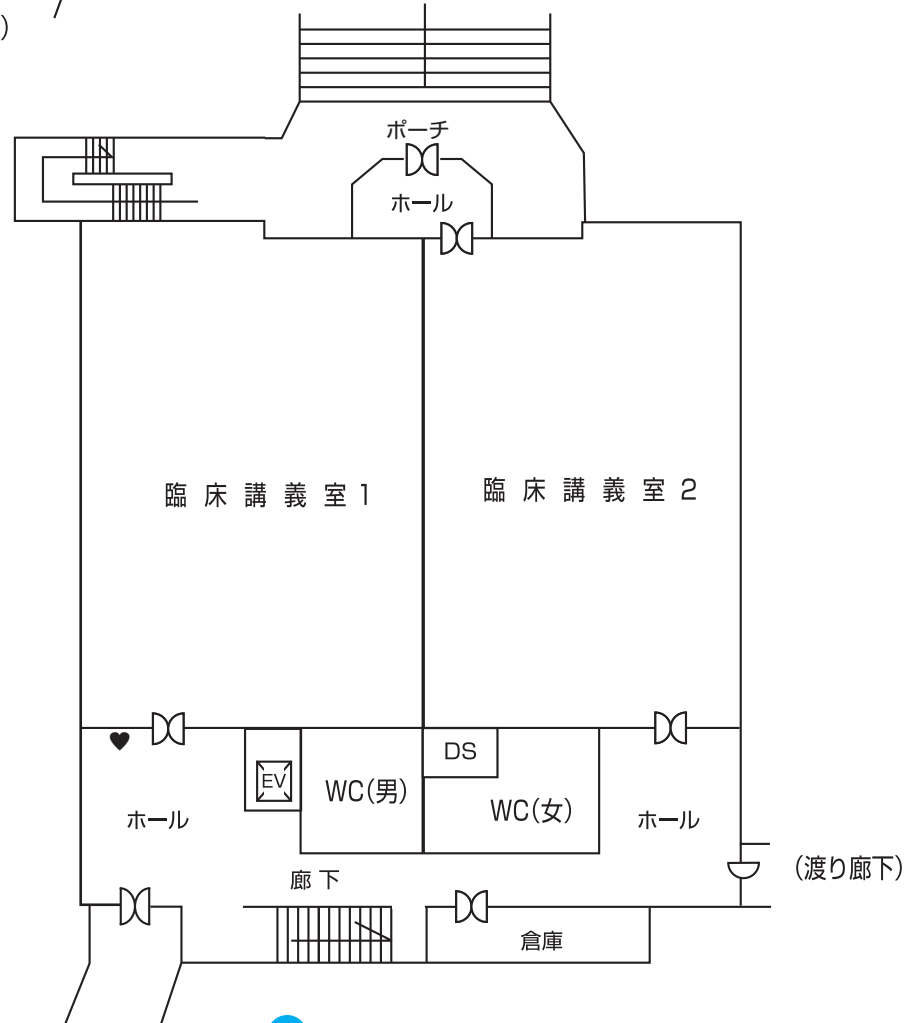 )
ポーチ
ホール
臨床講義室1
臨床講義室2
DS
EV
WC(男)
WC(女)
ホール
ホール
(渡り廊下)
廊下
倉庫